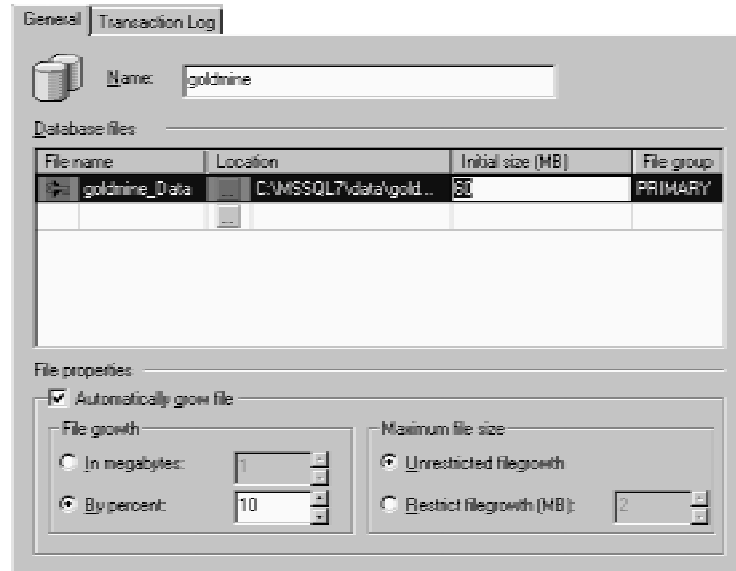 General Transaction Log
Name: goldmine
Database files
File name Location Initial size (MB) File group
goldmine_Data ... C:\MSSQL7\data\gold... 60 PRIMARY
...
File properties
Automatically grow file
File growth Maximum file size
In megabytes: 1 Unrestricted filegrowth
By percent: 10 Restrict filegrowth (MB): 2